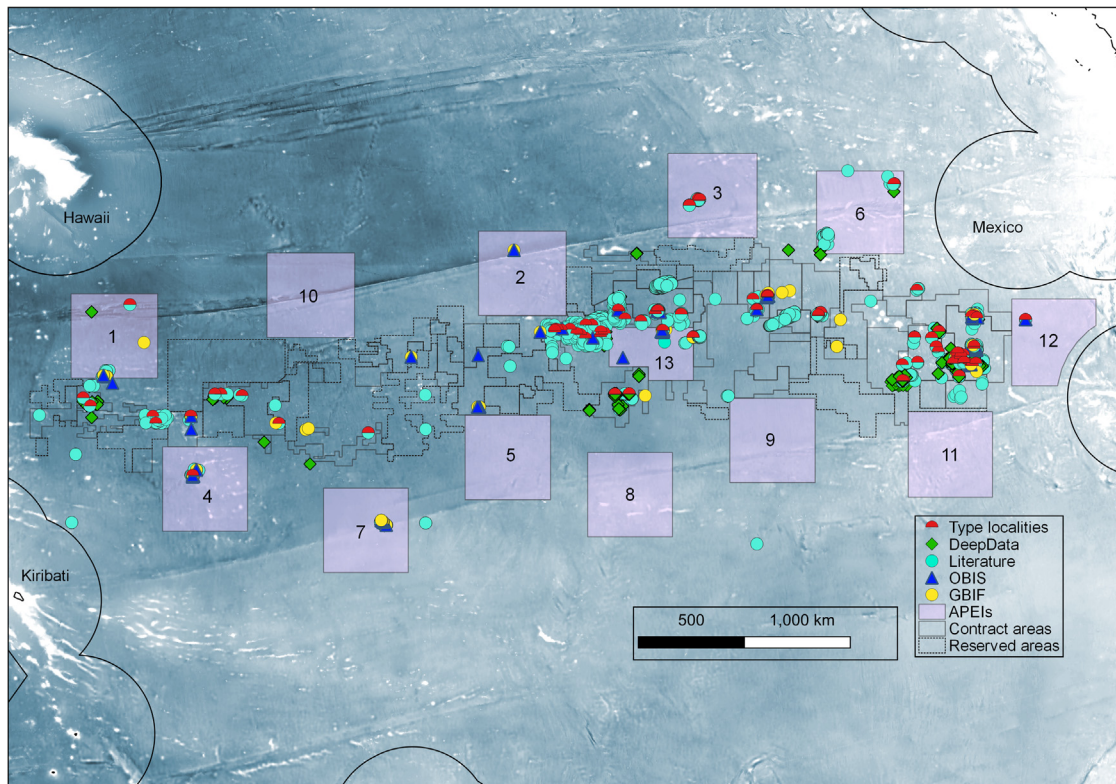 3
6
Hawaii
Mexico
2
10
1
12
13
9
5
11
4
8
7
Type localities
DeepData
Literature
OBIS
GBIF
APEIs
Contract areas
Reserved areas
Kiribati
500 1,000 km